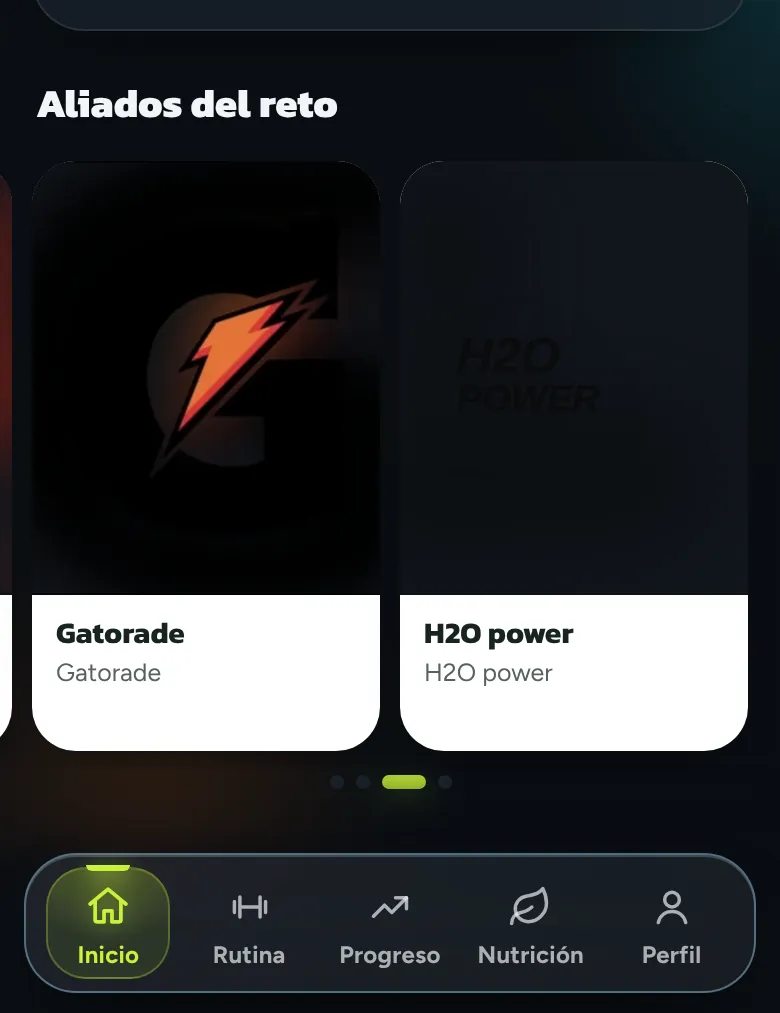 Aliados del reto
H2O
POWER
Gatorade
Gatorade
H2O power
H2O power
Inicio
Rutina
Progreso
Nutrición
Perfil